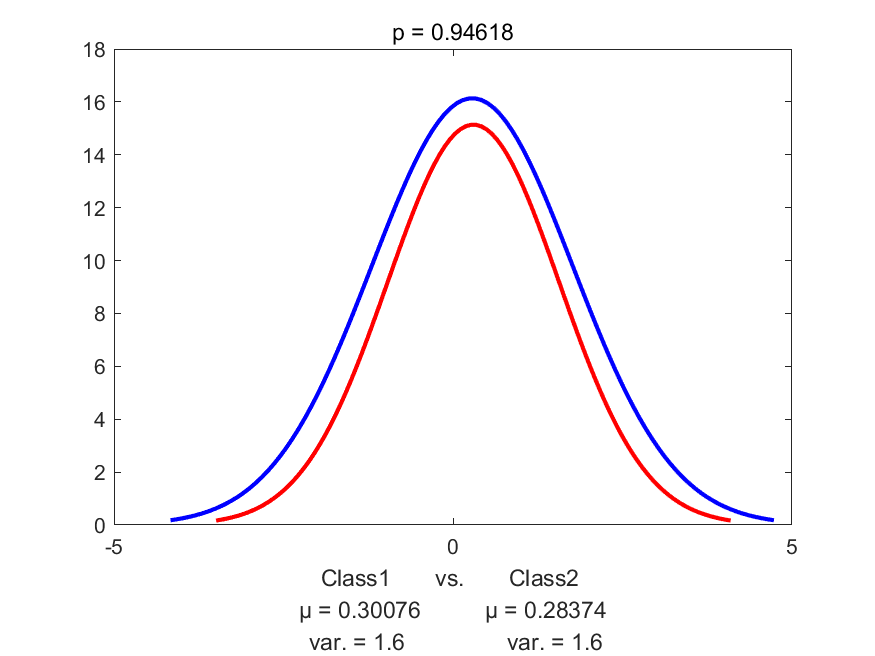 p = 0.94618
18
16
14
12
10
8
6
4
2
0
-5 0 5
Class1 vs. Class2
μ = 0.30076 μ = 0.28374
var. = 1.6 var. = 1.6